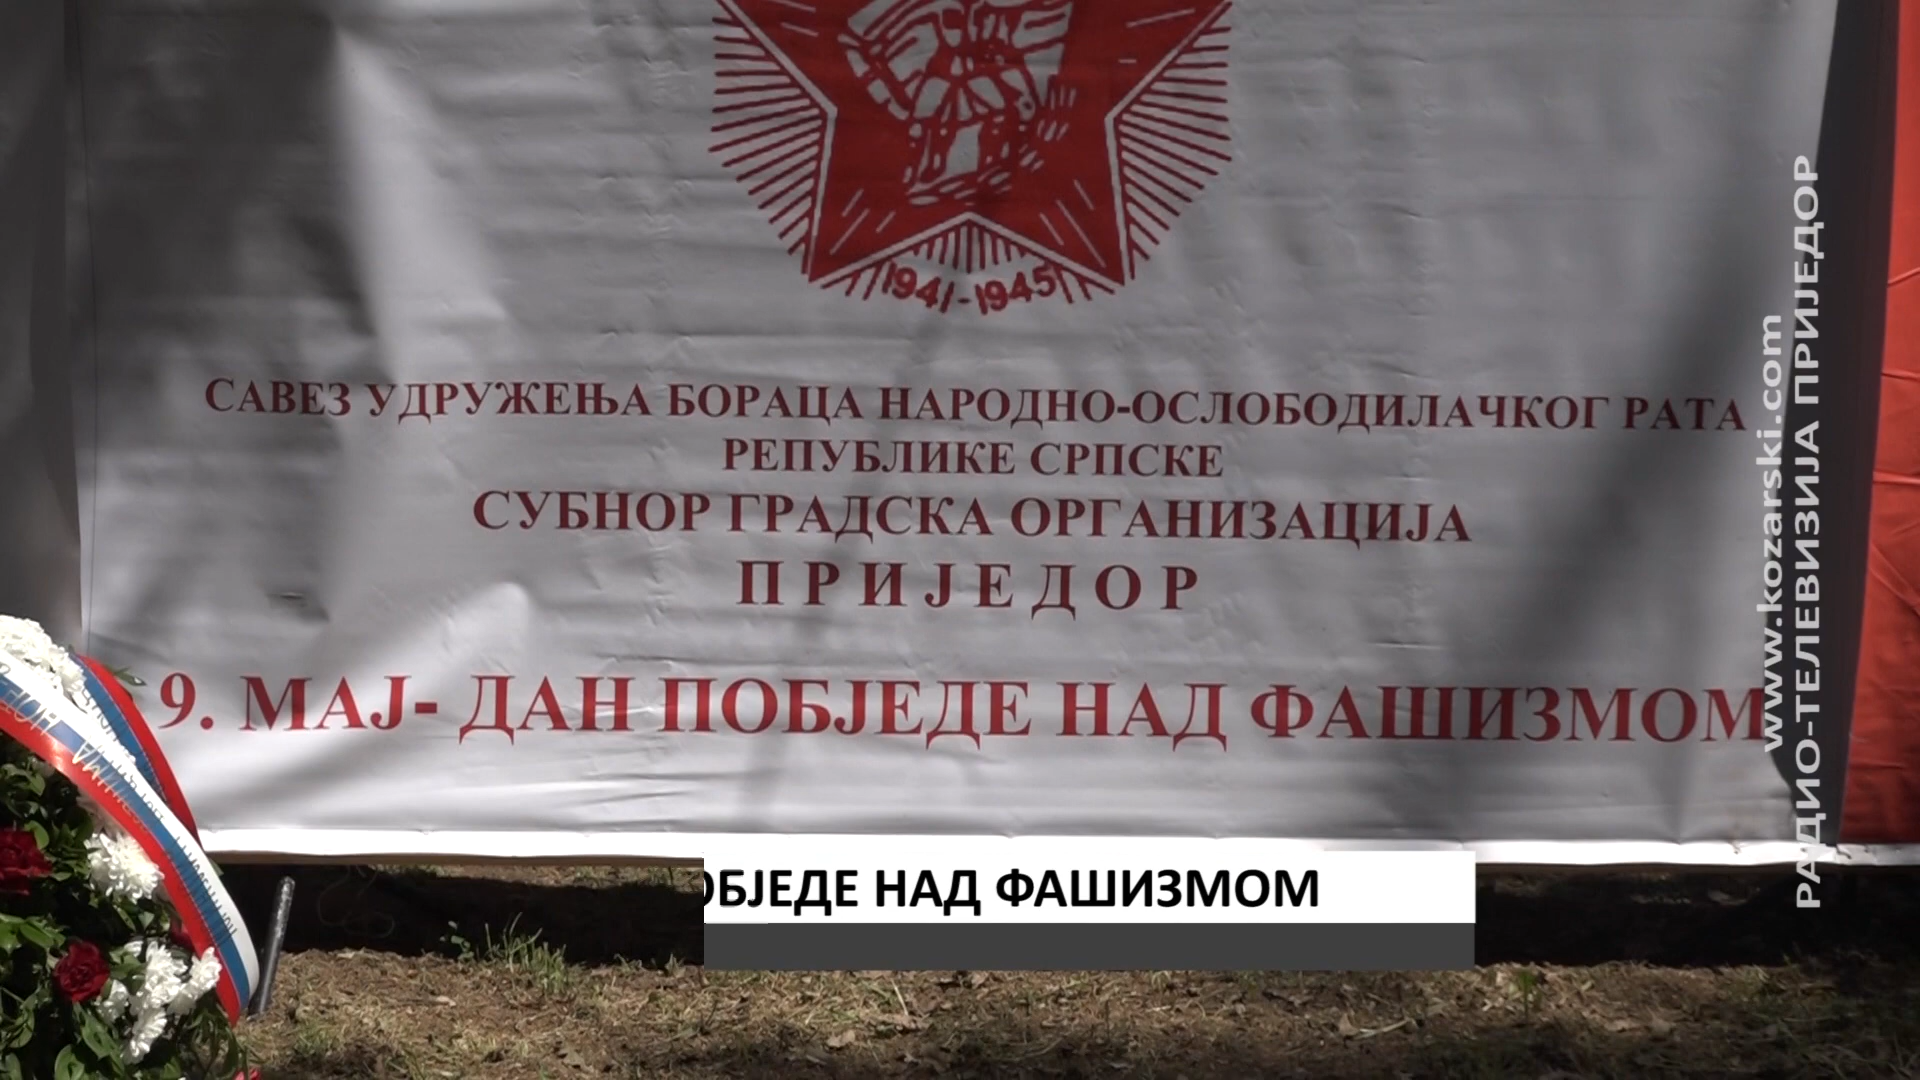 1941-1945
САВЕЗ УДРУЖЕЊА БОРАЦА НАРОДНО-ОСЛОБОДИЛАЧКОГ РАТА
РЕПУБЛИКЕ СРПСКЕ
СУБНОР ГРАДСКА ОРГАНИЗАЦИЈА
ПРИЈЕДОР
9. МАЈ- ДАН ПОБЈЕДЕ НАД ФАШИЗМОМ
ОБЈЕДЕ НАД ФАШИЗМОМ
www.kozarski.com
РАДИО-ТЕЛЕВИЗИЈА ПРИЈЕДОР